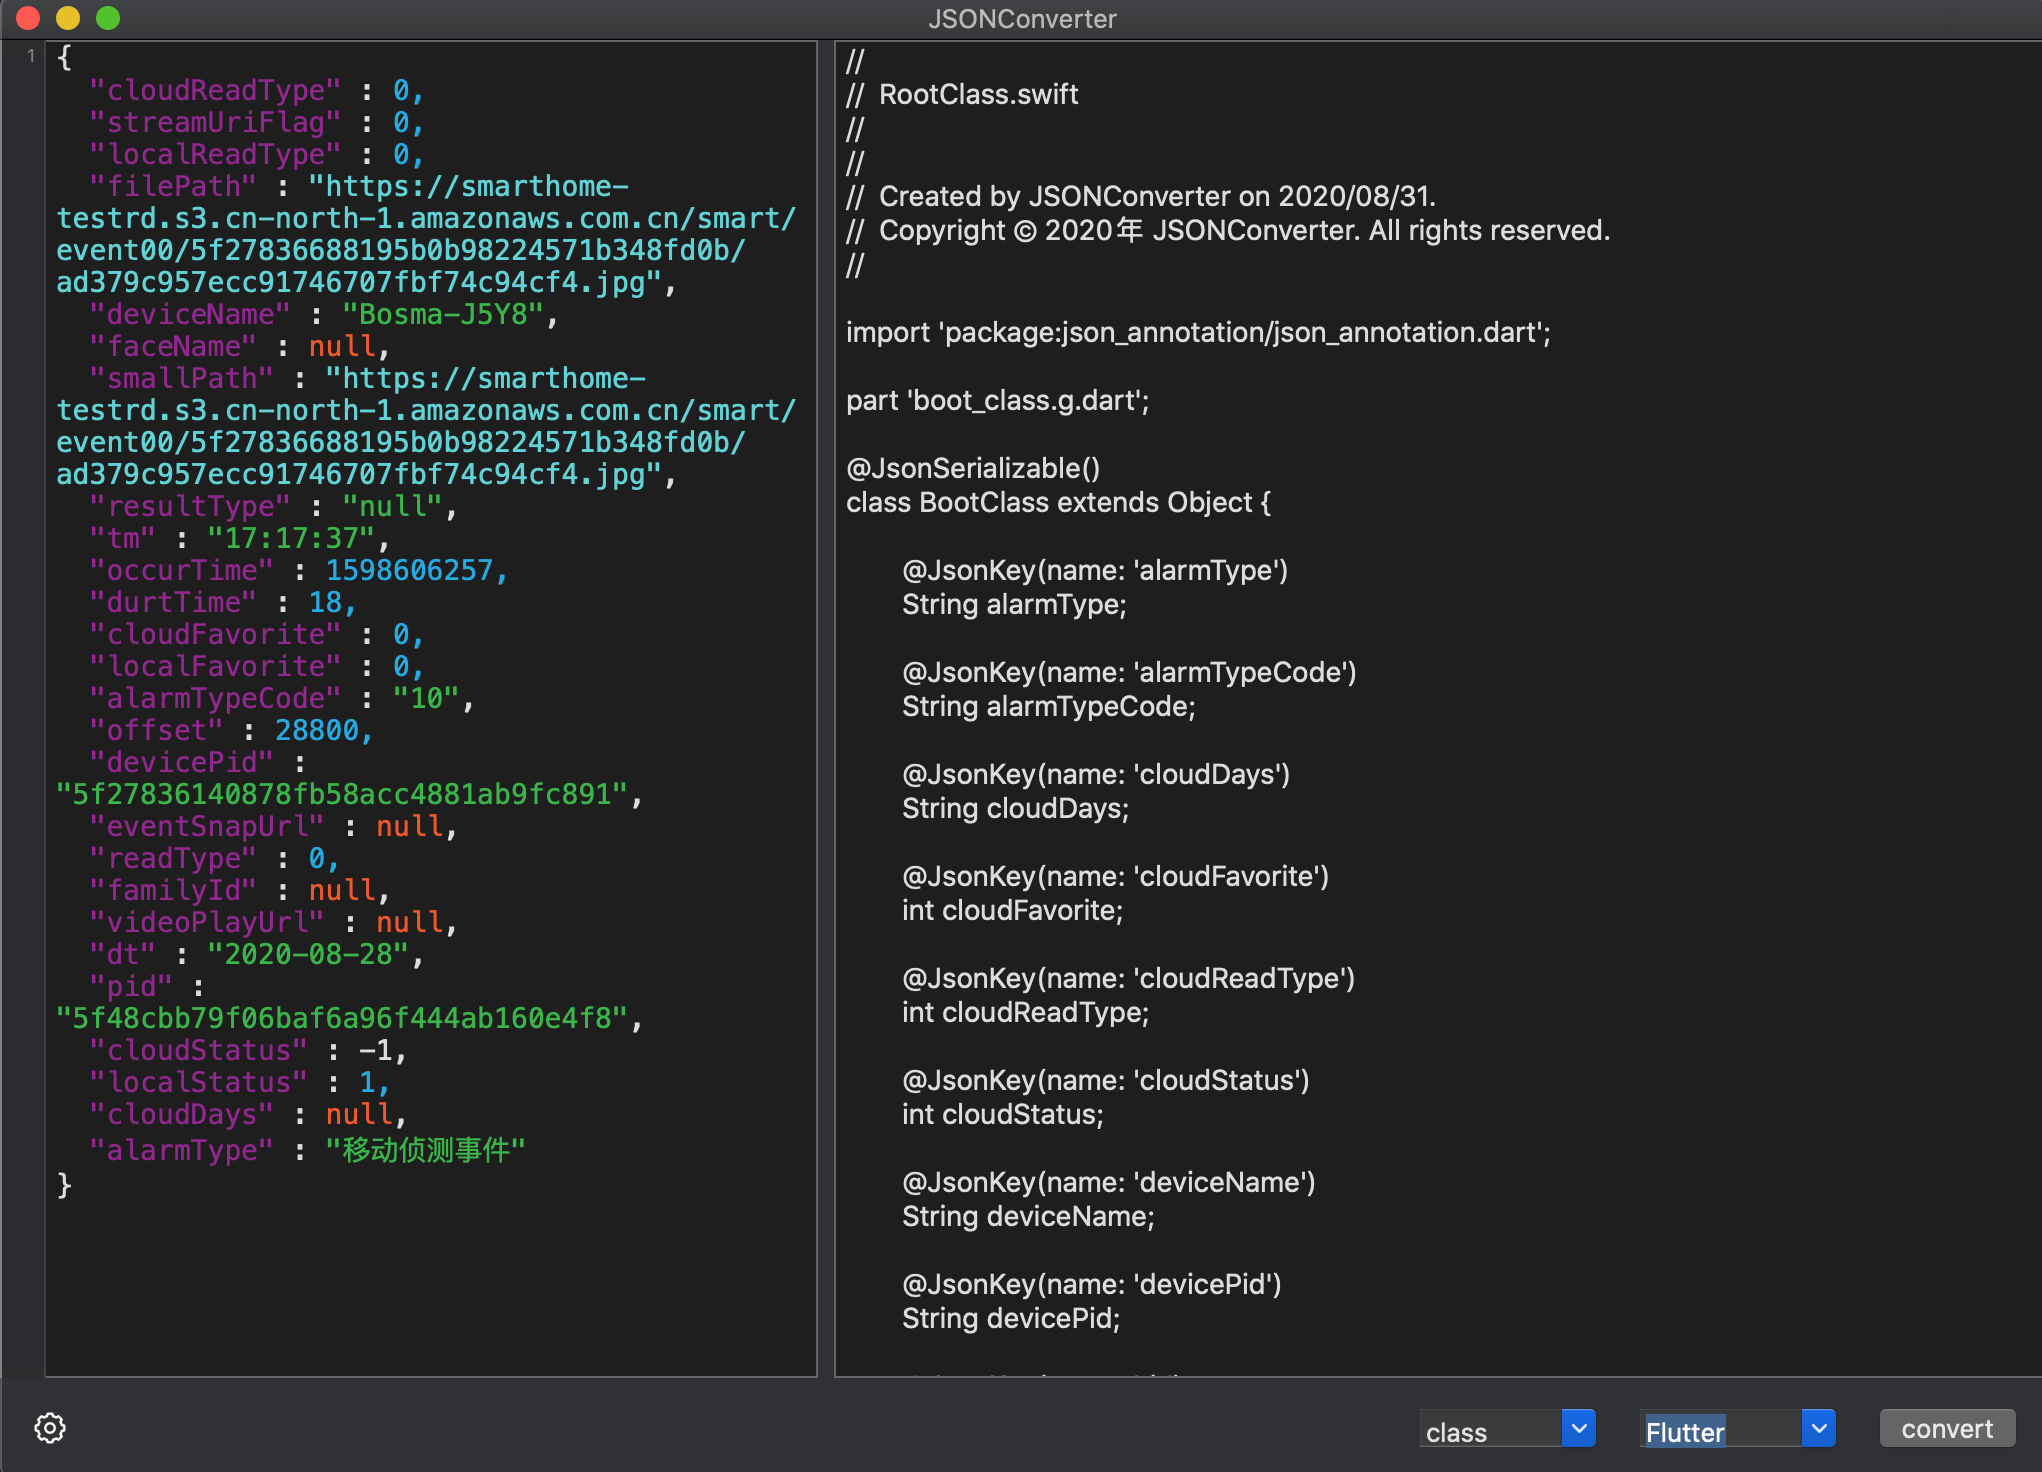 JSONConverter
1
{
"cloudReadType" : 0,
"streamUriFlag" : 0,
"localReadType" : 0,
"filePath" : "https://smarthome-
testrd.s3.cn-north-1.amazonaws.com.cn/smart/
event00/5f27836688195b0b98224571b348fd0b/
ad379c957ecc91746707fbf74c94cf4.jpg",
"deviceName" : "Bosma-J5Y8",
"faceName" : null,
"smallPath" : "https://smarthome-
testrd.s3.cn-north-1.amazonaws.com.cn/smart/
event00/5f27836688195b0b98224571b348fd0b/
ad379c957ecc91746707fbf74c94cf4.jpg",
"resultType" : "null",
"tm" : "17:17:37",
"occurTime" : 1598606257,
"durtTime" : 18,
"cloudFavorite" : 0,
"localFavorite" : 0,
"alarmTypeCode" : "10",
"offset" : 28800,
"devicePid" :
"5f27836140878fb58acc4881ab9fc891",
"eventSnapUrl" : null,
"readType" : 0,
"familyId" : null,
"videoPlayUrl" : null,
"dt" : "2020-08-28",
"pid" :
"5f48cbb79f06baf6a96f444ab160e4f8",
"cloudStatus" : -1,
"localStatus" : 1,
"cloudDays" : null,
"alarmType" : "移动侦测事件"
}
//
// RootClass.swift
//
//
// Created by JSONConverter on 2020/08/31.
// Copyright © 2020年 JSONConverter. All rights reserved.
//
import 'package:json_annotation/json_annotation.dart';
part 'boot_class.g.dart';
@JsonSerializable()
class BootClass extends Object {
@JsonKey(name: 'alarmType')
String alarmType;
@JsonKey(name: 'alarmTypeCode')
String alarmTypeCode;
@JsonKey(name: 'cloudDays')
String cloudDays;
@JsonKey(name: 'cloudFavorite')
int cloudFavorite;
@JsonKey(name: 'cloudReadType')
int cloudReadType;
@JsonKey(name: 'cloudStatus')
int cloudStatus;
@JsonKey(name: 'deviceName')
String deviceName;
@JsonKey(name: 'devicePid')
String devicePid;
class
Flutter
convert